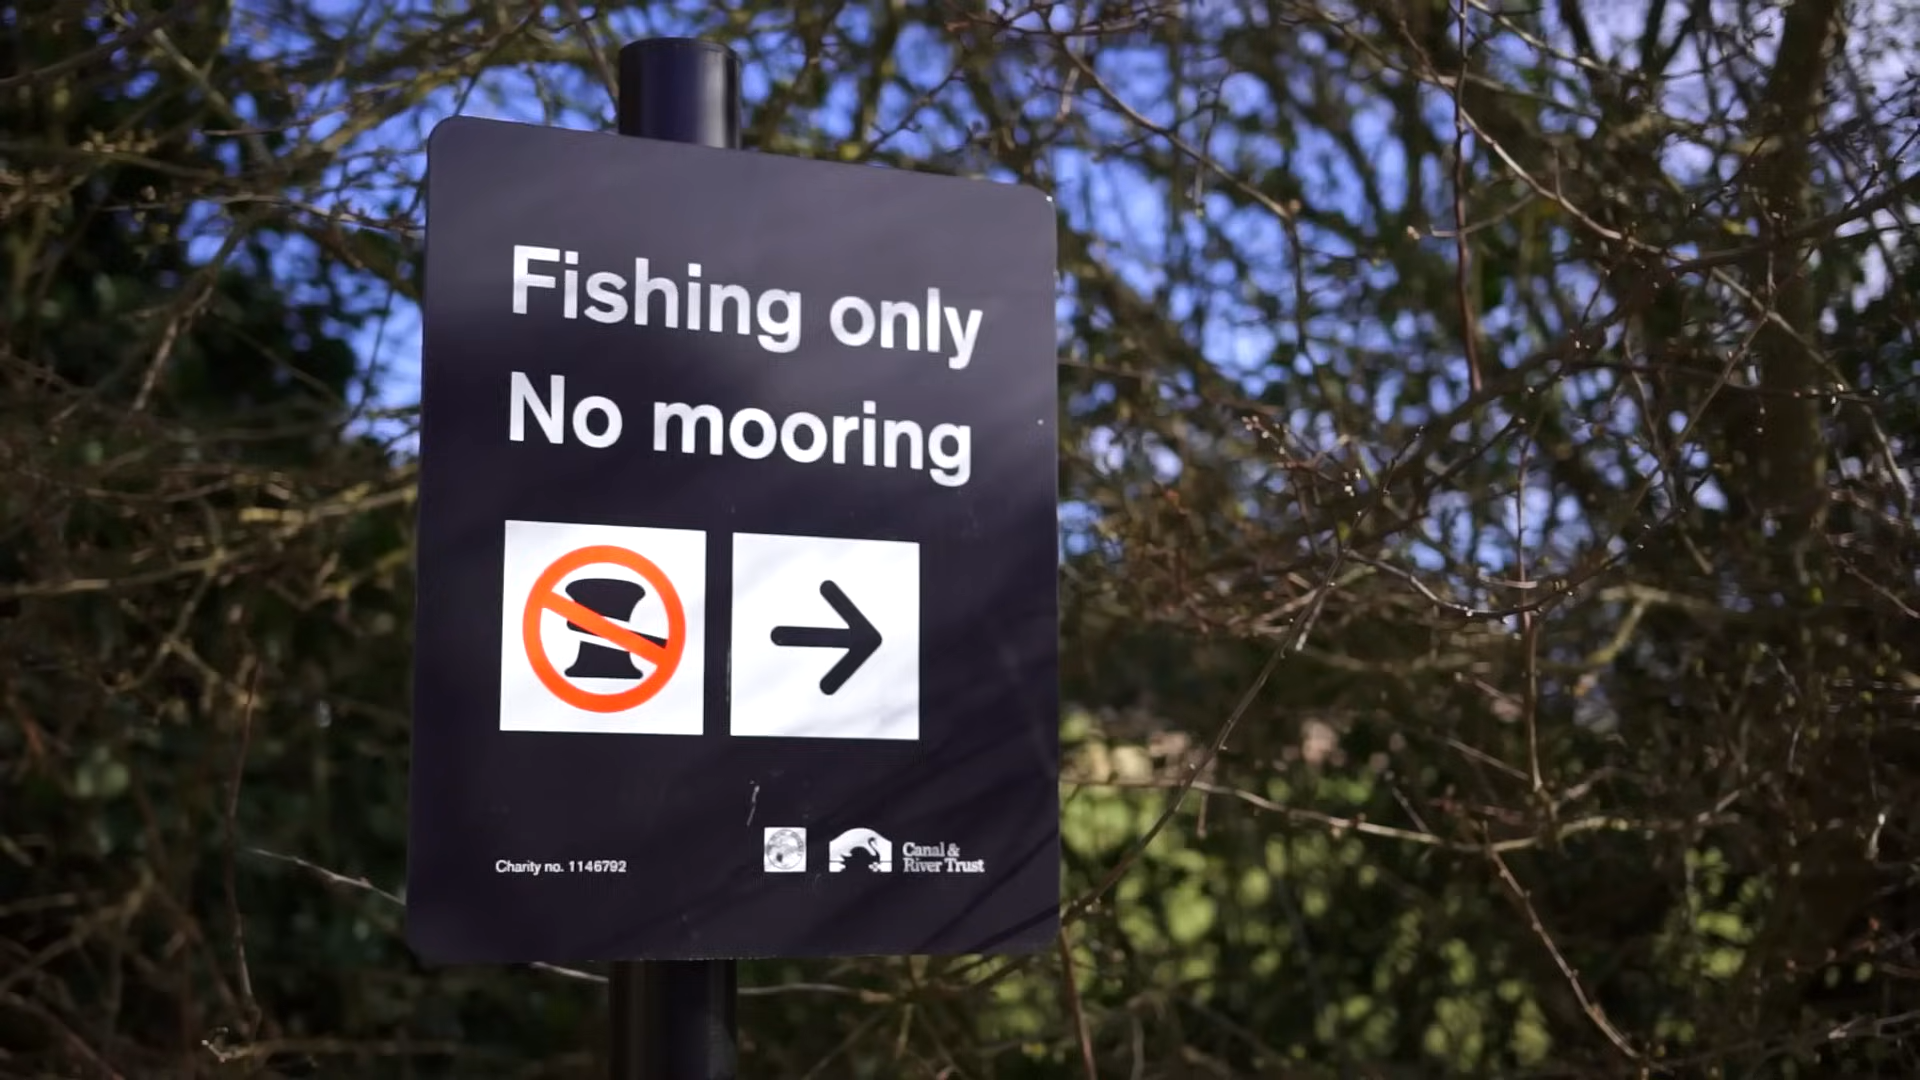 Fishing only
No mooring
Charity no. 1146792
Canal &
River Trust